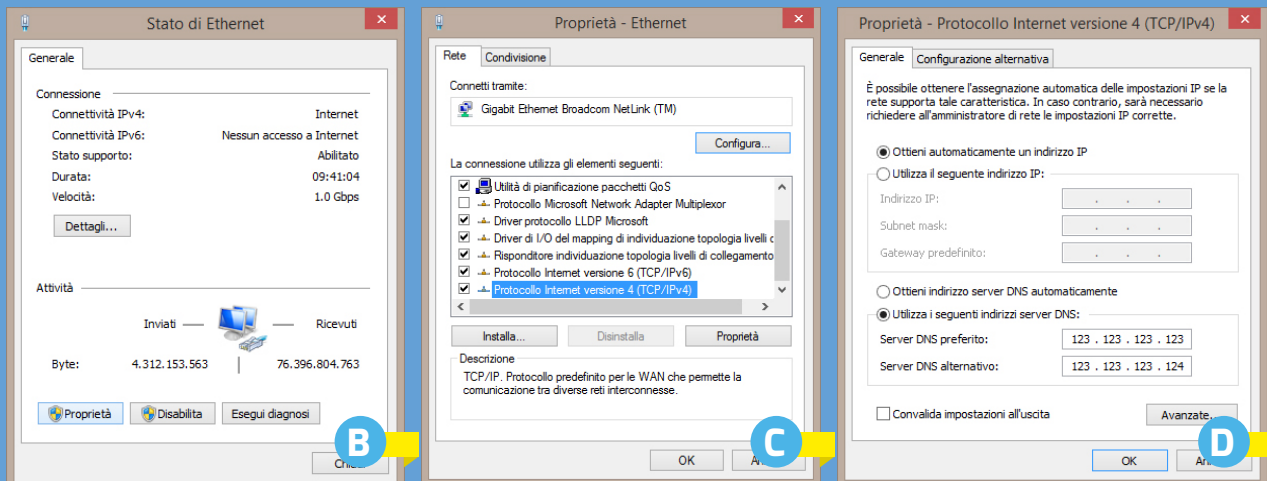 Stato di Ethernet
Generale
Connessione
Connettività IPv4: Internet
Connettività IPv6: Nessun accesso a Internet
Stato supporto: Abilitato
Durata: 09:41:04
Velocità: 1.0 Gbps
Dettagli...
Attività
Inviati Ricevuti
Byte: 4.312.153.563 76.396.804.763
Proprietà Disabilita Esegui diagnosi
B
Proprietà - Ethernet
Rete Condivisione
Connetti tramite:
Gigabit Ethernet Broadcom NetLink (TM)
Configura...
La connessione utilizza gli elementi seguenti:
Utilità di pianificazione pacchetti QoS
Protocollo Microsoft Network Adapter Multiplexor
Driver protocollo LLDP Microsoft
Driver di I/O del mapping di individuazione topologia livelli
Risponditore individuazione topologia livelli di collegamento
Protocollo Internet versione 6 (TCP/IPv6)
Protocollo Internet versione 4 (TCP/IPv4)
Installa... Disinstalla Proprietà
Descrizione
TCP/IP. Protocollo predefinito per le WAN che permette la
comunicazione tra diverse reti interconnesse.
OK
C
Proprietà - Protocollo Internet versione 4 (TCP/IPv4)
Generale Configurazione alternativa
È possibile ottenere l'assegnazione automatica delle impostazioni IP se la
rete supporta tale caratteristica. In caso contrario, sarà necessario
richiedere all'amministratore di rete le impostazioni IP corrette.
Ottieni automaticamente un indirizzo IP
Utilizza il seguente indirizzo IP:
Indirizzo IP:
Subnet mask:
Gateway predefinito:
Ottieni indirizzo server DNS automaticamente
Utilizza i seguenti indirizzi server DNS:
Server DNS preferito: 123 . 123 . 123 . 123
Server DNS alternativo: 123 . 123 . 123 . 124
Convalida impostazioni all'uscita
Avanzate...
OK
D